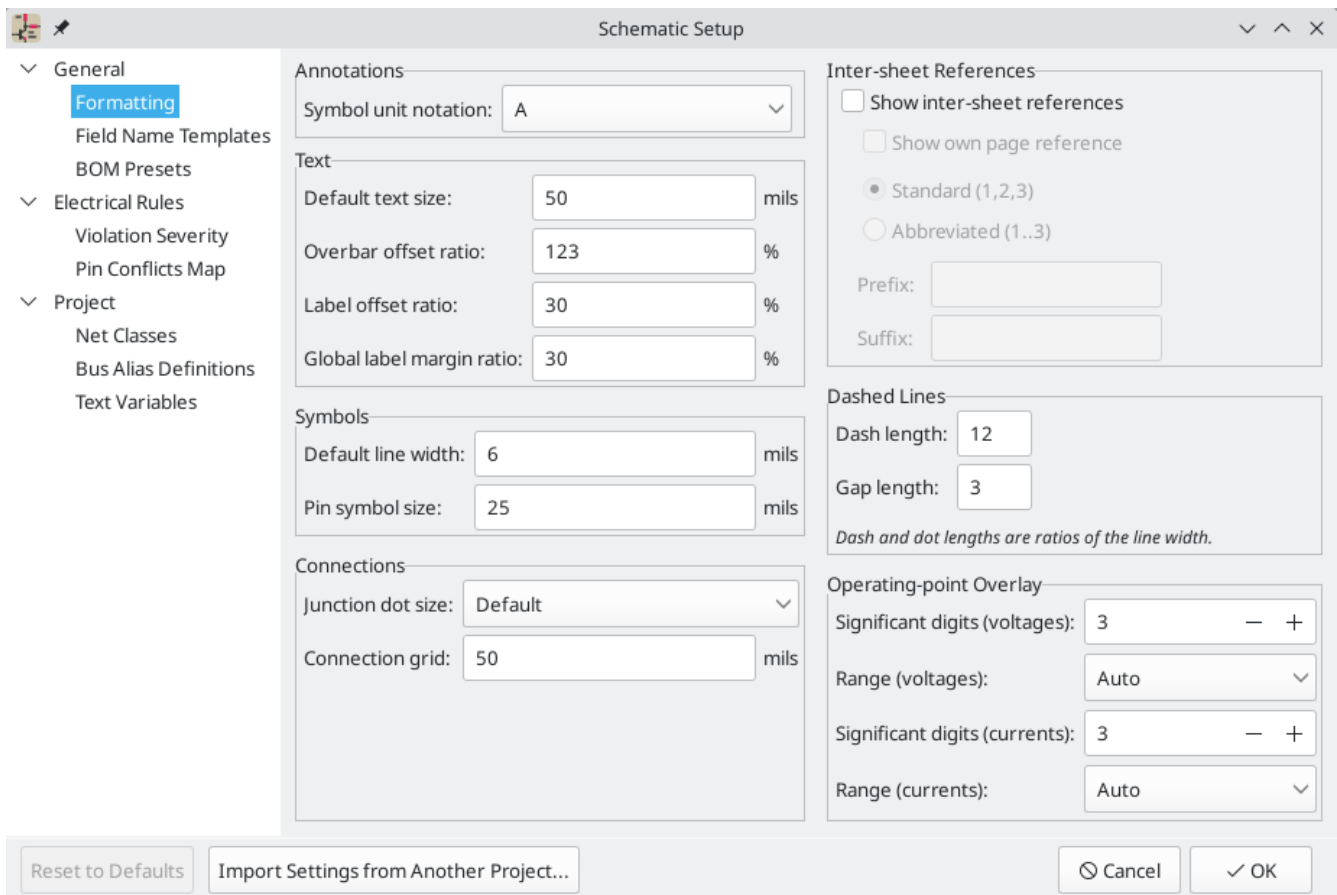 Schematic Setup
General
Formatting
Field Name Templates
BOM Presets
Electrical Rules
Violation Severity
Pin Conflicts Map
Project
Net Classes
Bus Alias Definitions
Text Variables
Annotations
Symbol unit notation: A
Text
Default text size: 50 mils
Overbar offset ratio: 123 %
Label offset ratio: 30 %
Global label margin ratio: 30 %
Symbols
Default line width: 6 mils
Pin symbol size: 25 mils
Connections
Junction dot size: Default
Connection grid: 50 mils
Inter-sheet References
Show inter-sheet references
Show own page reference
Standard (1,2,3)
Abbreviated (1..3)
Prefix:
Suffix:
Dashed Lines
Dash length: 12
Gap length: 3
Dash and dot lengths are ratios of the line width.
Operating-point Overlay
Significant digits (voltages): 3
Range (voltages): Auto
Significant digits (currents): 3
Range (currents): Auto
Reset to Defaults
Import Settings from Another Project...
Cancel
OK